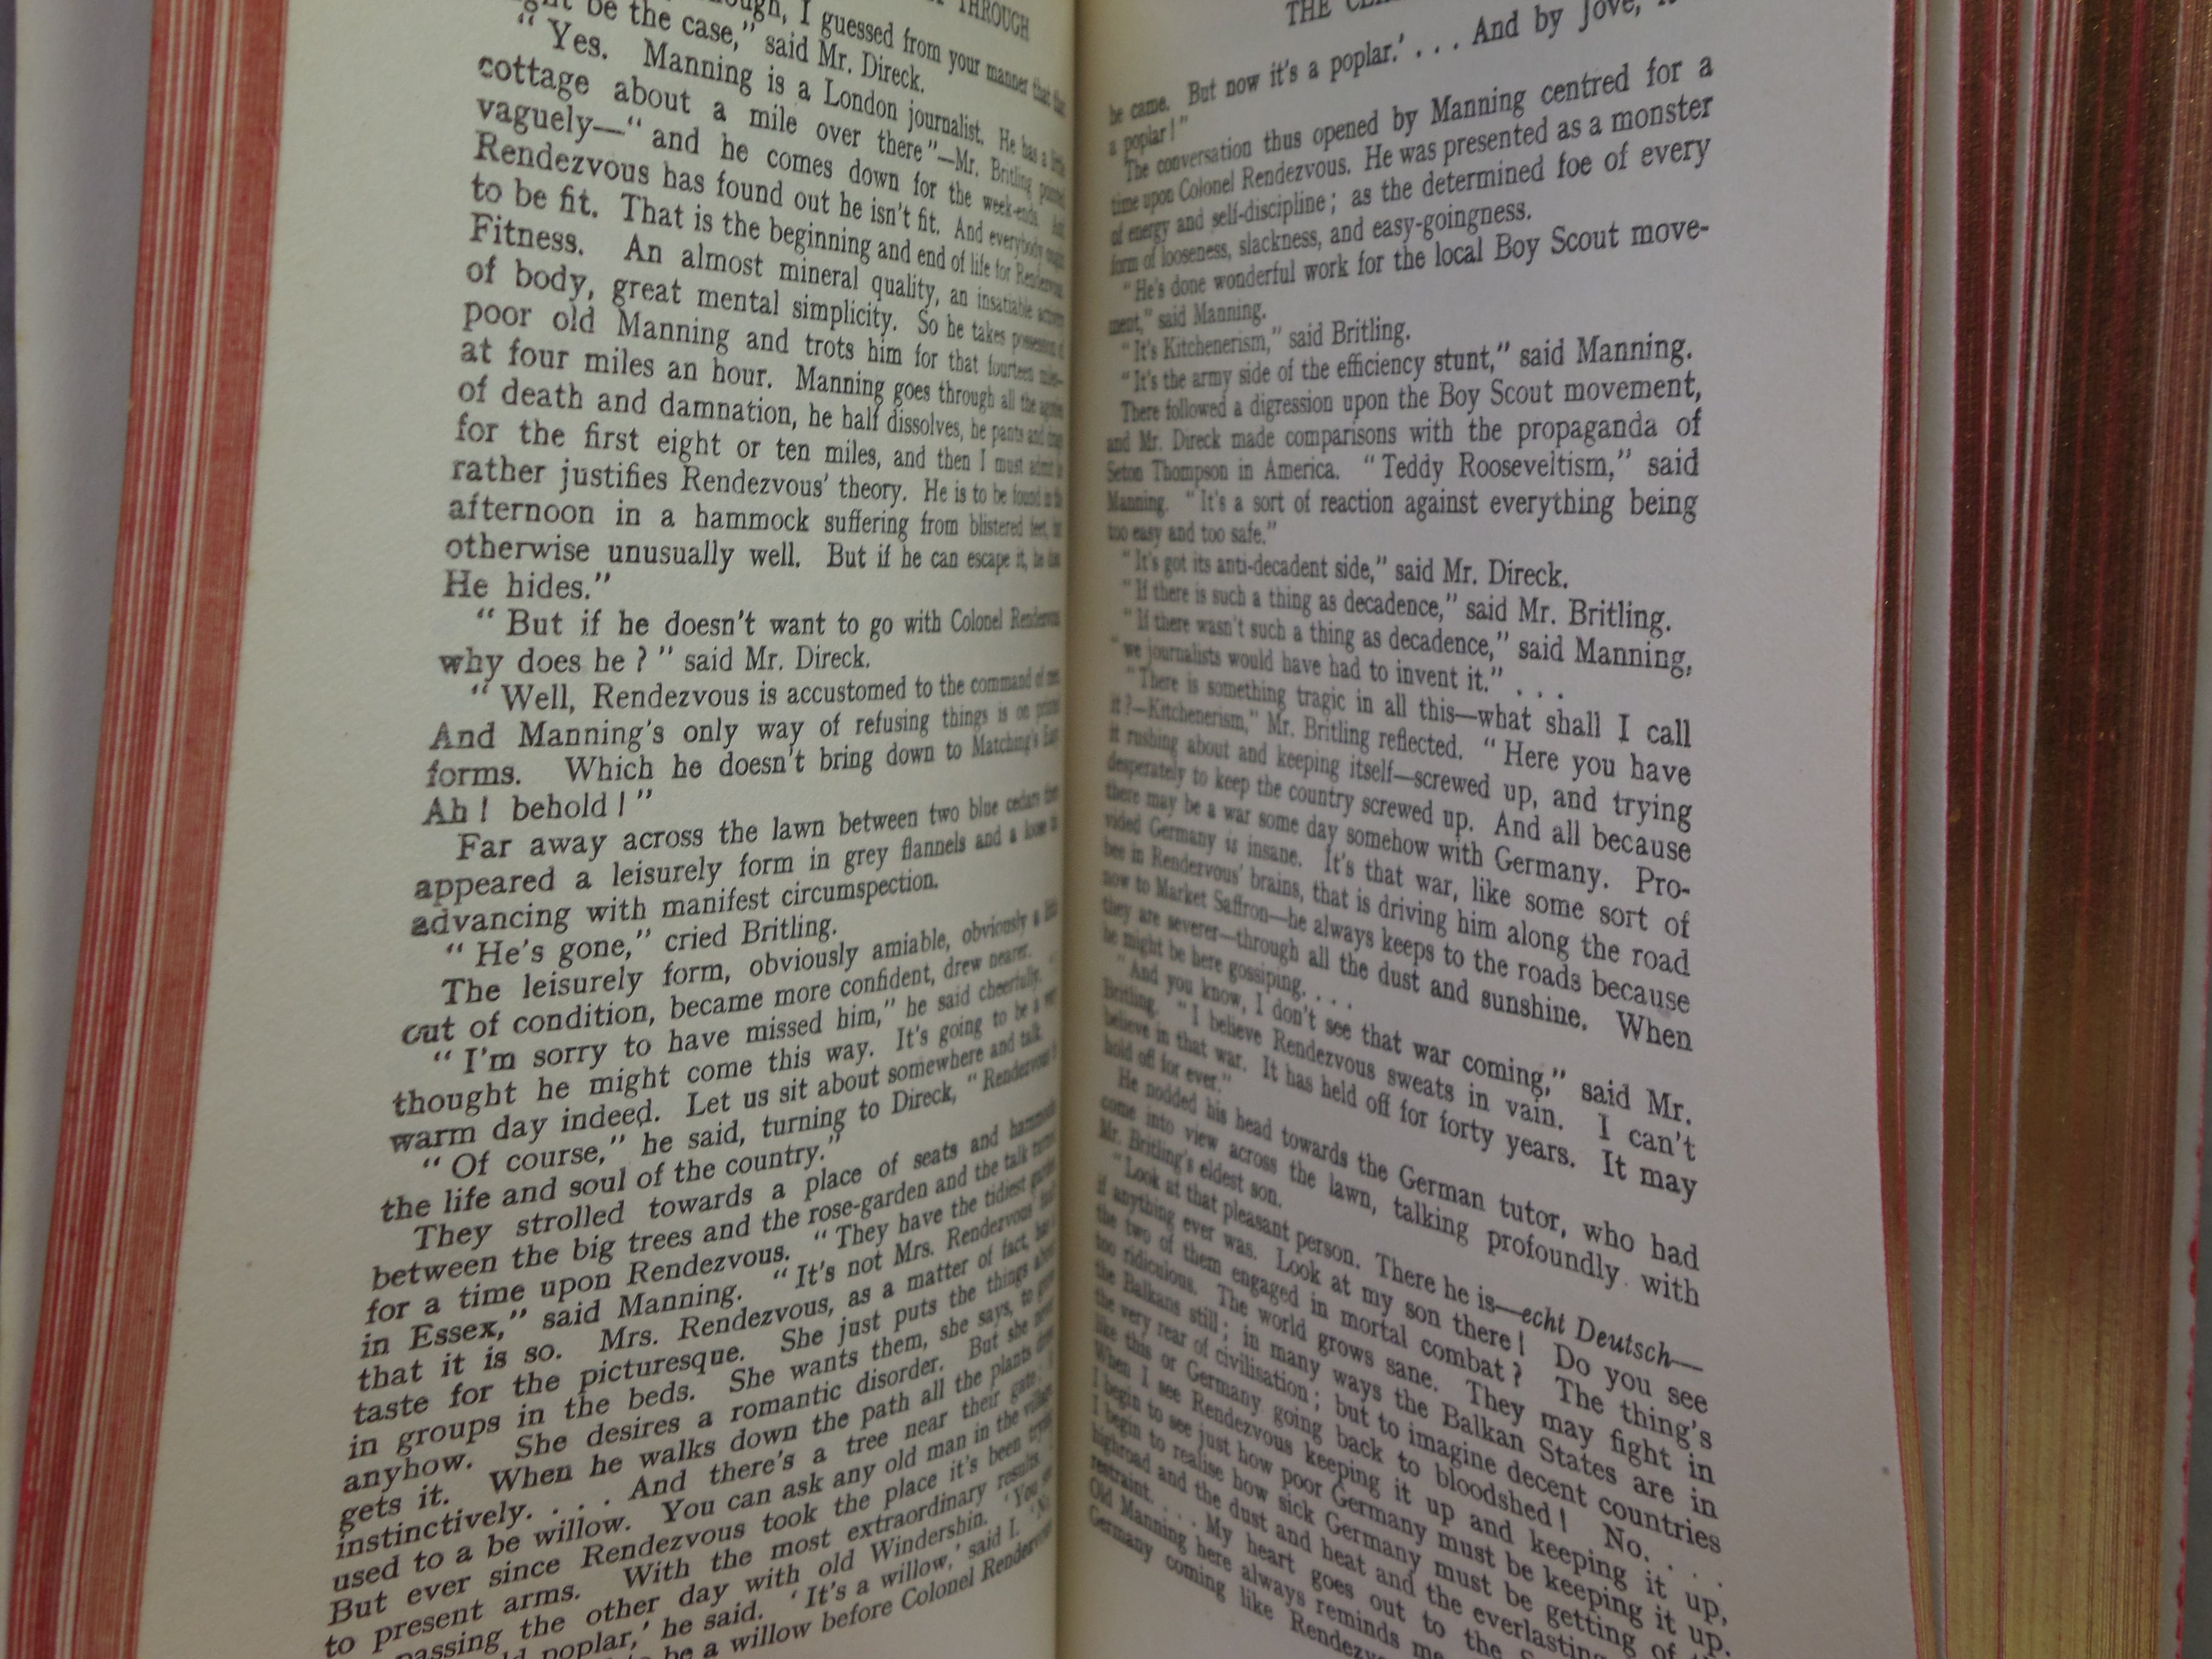 THROUGH
I guessed from your manner that
be the case," said Mr. Direck.
"Yes. Manning is a London journalist. He has a little
cottage about a mile over there"—Mr. Britling pointed
vaguely—"and he comes down for the week-ends. And
Rendezvous has found out he isn't fit. And everybody ought
to be fit. That is the beginning and end of life for Rendezvous.
Fitness. An almost mineral quality, an insatiable activity
of body, great mental simplicity. So he takes possession of
poor old Manning and trots him for that fourteen miles—
at four miles an hour. Manning goes through all the agonies
of death and damnation, he half dissolves, he pants and
for the first eight or ten miles, and then I must admit it
rather justifies Rendezvous' theory. He is to be found in the
afternoon in a hammock suffering from blistered feet, but
otherwise unusually well. But if he can escape it, he does.
He hides."
"But if he doesn't want to go with Colonel Rendezvous
why does he?" said Mr. Direck.
"Well, Rendezvous is accustomed to the command of men.
And Manning's only way of refusing things is on printed
forms. Which he doesn't bring down to Matching's Easy.
Ah! behold!"
Far away across the lawn between two blue cedars there
appeared a leisurely form in grey flannels and a loose tie
advancing with manifest circumspection.
"He's gone," cried Britling.
The leisurely form, obviously amiable, obviously a little
out of condition, became more confident, drew nearer.
"I'm sorry to have missed him," he said cheerfully. "I
thought he might come this way. It's going to be a very
warm day indeed. Let us sit about somewhere and talk.
"Of course," he said, turning to Direck, "Rendezvous is
the life and soul of the country."
They strolled towards a place of seats and hammocks
between the big trees and the rose-garden and the talk turned
for a time upon Rendezvous. "They have the tidiest garden
in Essex," said Manning. "It's not Mrs. Rendezvous' fault
that it is so. Mrs. Rendezvous, as a matter of fact, has a
taste for the picturesque. She just puts the things about
in groups in the beds. She wants them, she says, to grow
anyhow. She desires a romantic disorder. But she never
gets it. When he walks down the path all the plants dress
instinctively. . . . And there's a tree near their gate; it
used to a be willow. You can ask any old man in the village.
But ever since Rendezvous took the place it's been trying
to present arms. With the most extraordinary results. I
passing the other day with old Windershin. 'You see
poplar,' he said. 'It's a willow,' said I. 'No,'
be a willow before Colonel Rendezvous
THE
he came. But now it's a poplar.' . . . And by Jove,
a poplar!"
The conversation thus opened by Manning centred for a
time upon Colonel Rendezvous. He was presented as a monster
of energy and self-discipline; as the determined foe of every
form of looseness, slackness, and easy-goingness.
"He's done wonderful work for the local Boy Scout move-
ment," said Manning.
"It's Kitchenerism," said Britling.
"It's the army side of the efficiency stunt," said Manning.
There followed a digression upon the Boy Scout movement,
and Mr. Direck made comparisons with the propaganda of
Seton Thompson in America. "Teddy Rooseveltism," said
Manning. "It's a sort of reaction against everything being
too easy and too safe."
"It's got its anti-decadent side," said Mr. Direck.
"If there is such a thing as decadence," said Mr. Britling.
"If there wasn't such a thing as decadence," said Manning,
"we journalists would have had to invent it." . . .
"There is something tragic in all this—what shall I call
it?—Kitchenerism," Mr. Britling reflected. "Here you have
it rushing about and keeping itself—screwed up, and trying
desperately to keep the country screwed up. And all because
there may be a war some day somehow with Germany. Pro-
vided Germany is insane. It's that war, like some sort of
bee in Rendezvous' brains, that is driving him along the road
now to Market Saffron—he always keeps to the roads because
they are severer—through all the dust and sunshine. When
he might be here gossiping. . . .
"And you know, I don't see that war coming," said Mr.
Britling. "I believe Rendezvous sweats in vain. I can't
believe in that war. It has held off for forty years. It may
hold off for ever."
He nodded his head towards the German tutor, who had
come into view across the lawn, talking profoundly with
Mr. Britling's eldest son.
"Look at that pleasant person. There he is—echt Deutsch—
if anything ever was. Look at my son there! Do you see
the two of them engaged in mortal combat? The thing's
too ridiculous. The world grows sane. They may fight in
the Balkans still; in many ways the Balkan States are in
the very rear of civilisation; but to imagine decent countries
like this or Germany going back to bloodshed! No. . . .
When I see Rendezvous keeping it up and keeping it up,
I begin to see just how poor Germany must be keeping it up.
I begin to realise how sick Germany must be getting of
highroad and the dust and heat and the everlasting
restraint. . . . My heart goes out to the
Old Manning here always reminds me
Germany coming like